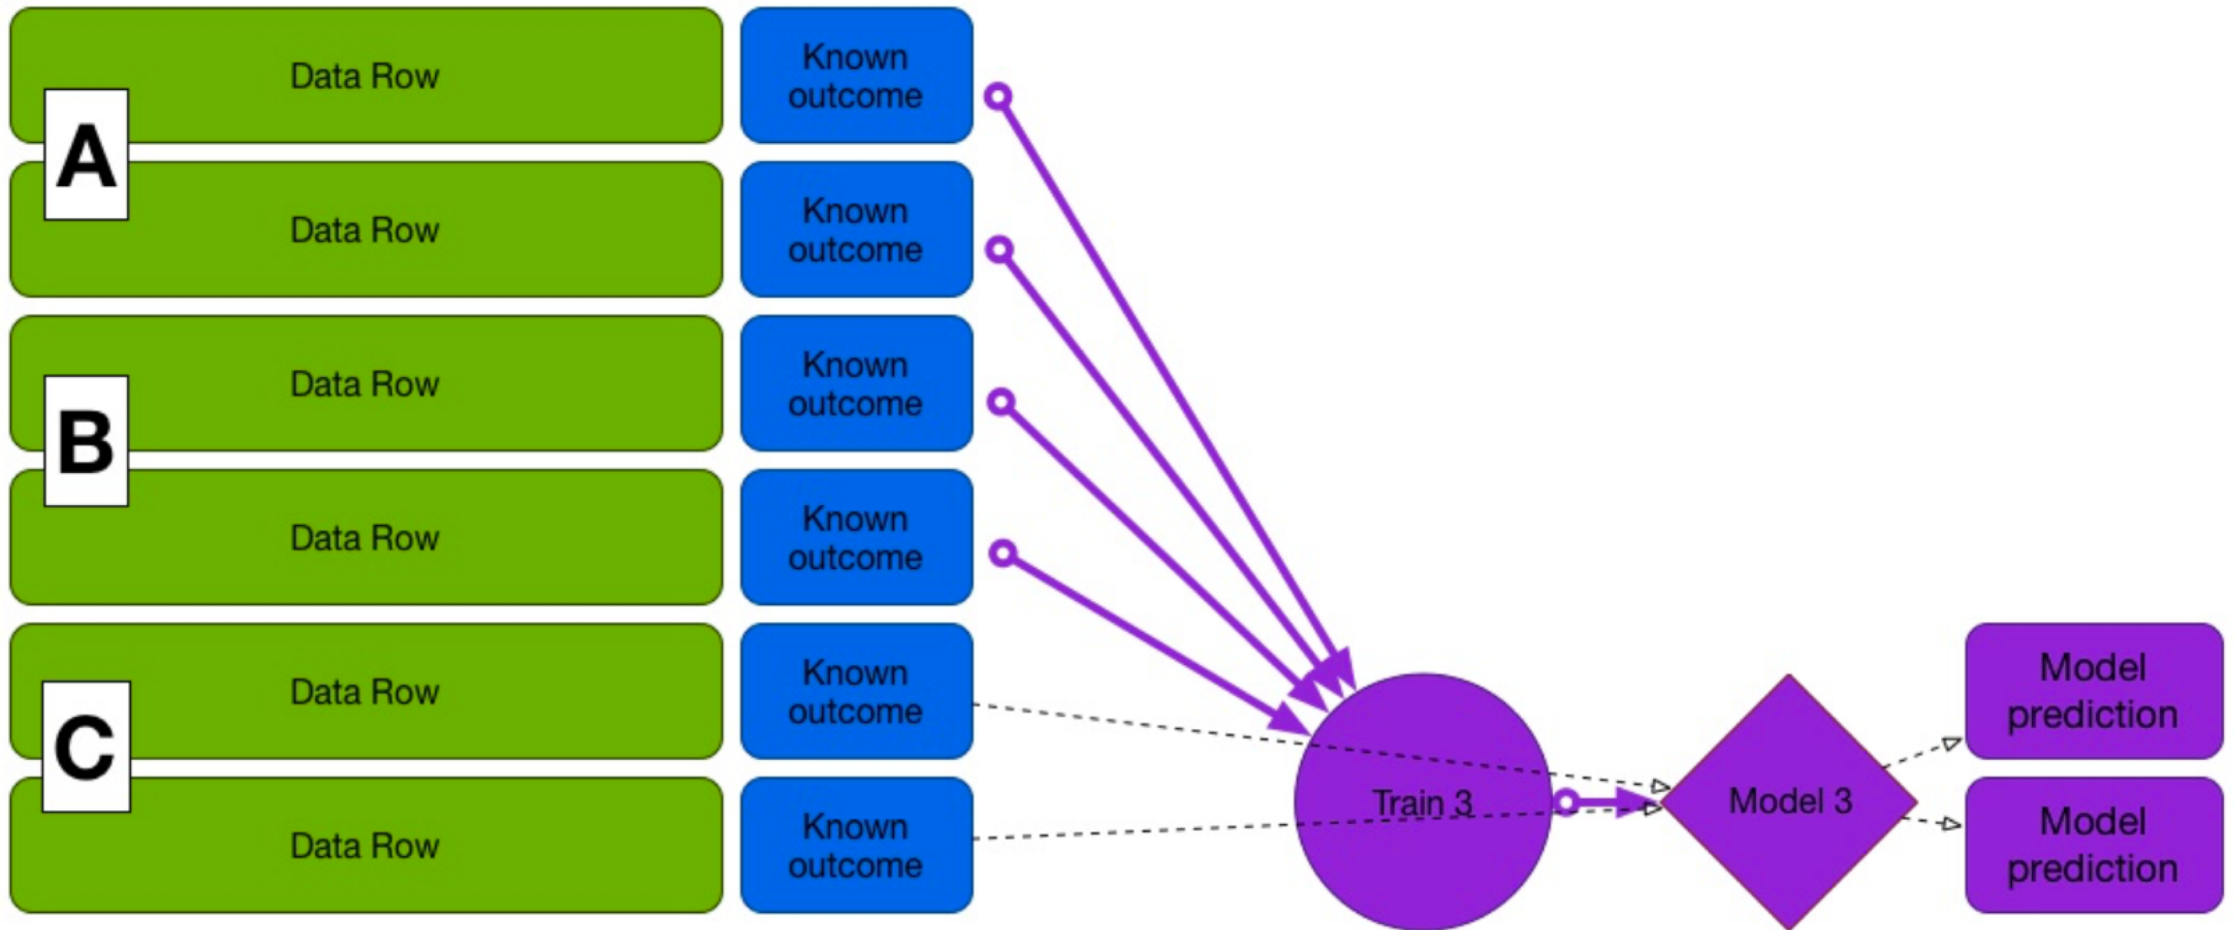 Data Row
Known
outcome
A
Data Row
Known
outcome
Data Row
Known
outcome
B
Data Row
Known
outcome
Data Row
Known
outcome
C
Data Row
Known
outcome
Train 3
Model 3
Model
prediction
Model
prediction